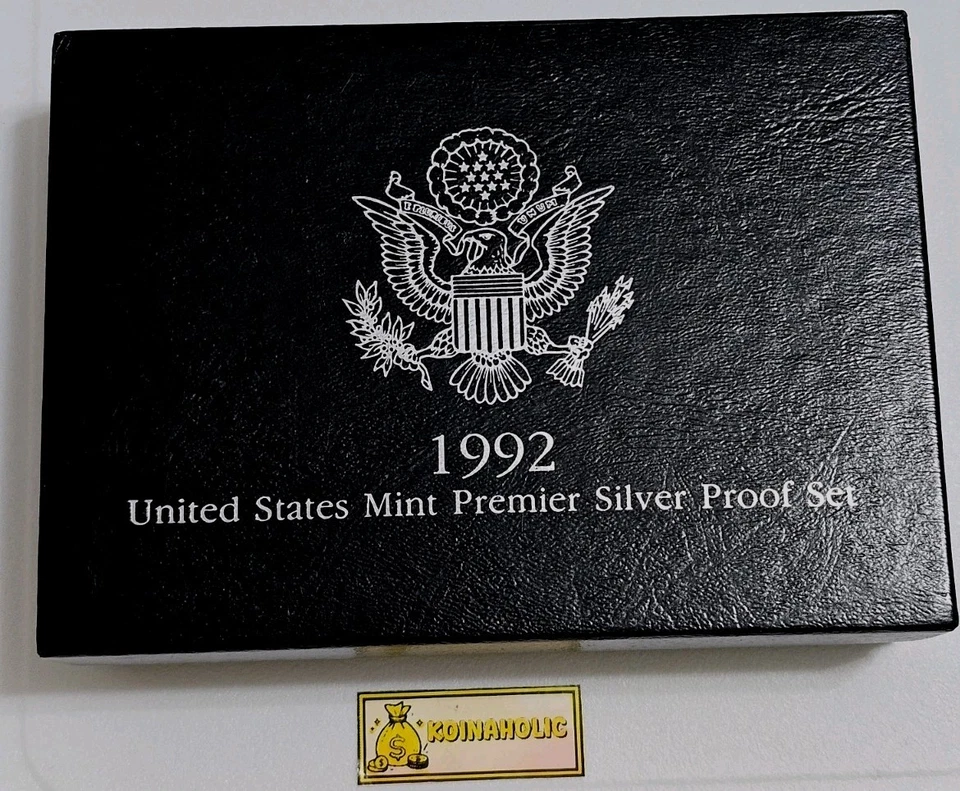 1992
United States Mint Premier Silver Proof Set
KOINAHOLIC
$